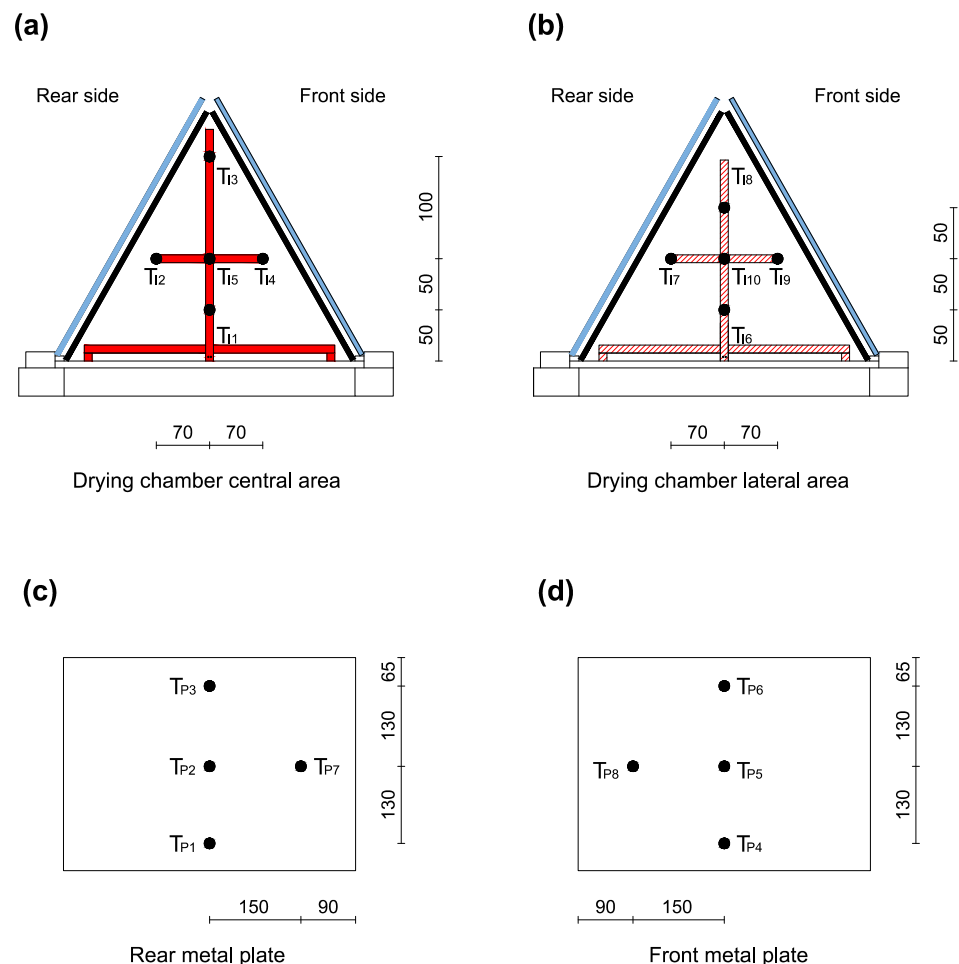 (a)
(b)
Rear side
Front side
Rear side
Front side
TI3
TI8
100
50
TI2
TI5
TI4
TI7
TI10
TI9
50
50
TI1
TI6
50
70
70
70
70
Drying chamber central area
Drying chamber lateral area
(c)
(d)
TP3
65
TP6
65
130
130
TP2
TP7
TP8
TP5
130
130
TP1
TP4
150
90
90
150
Rear metal plate
Front metal plate